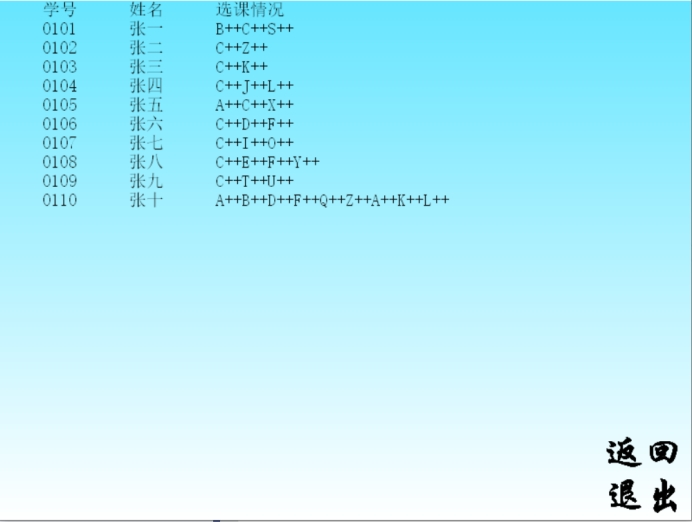 学号 姓名 选课情况
0101 张一 B++C++S++
0102 张二 C++Z++
0103 张三 C++K++
0104 张四 C++J++L++
0105 张五 A++C++X++
0106 张六 C++D++F++
0107 张七 C++I++O++
0108 张八 C++E++F++Y++
0109 张九 C++T++U++
0110 张十 A++B++D++F++Q++Z++A++K++L++
返回
退出